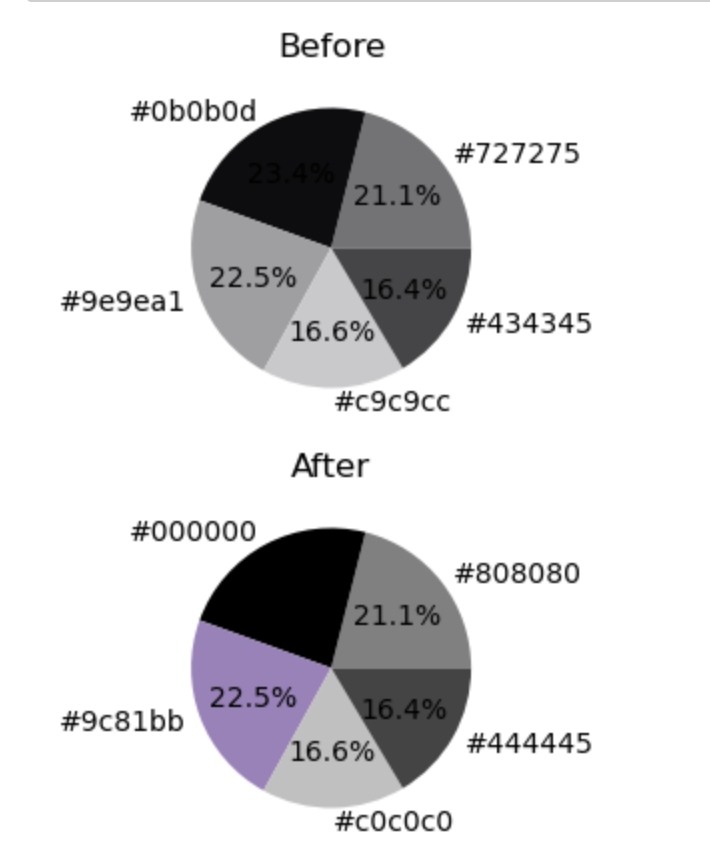 Before
#0b0b0d
#727275
23.4%
21.1%
22.5%
16.4%
#9e9ea1
16.6%
#434345
#c9c9cc
After
#000000
#808080
21.1%
22.5%
16.4%
#9c81bb
16.6%
#444445
#c0c0c0